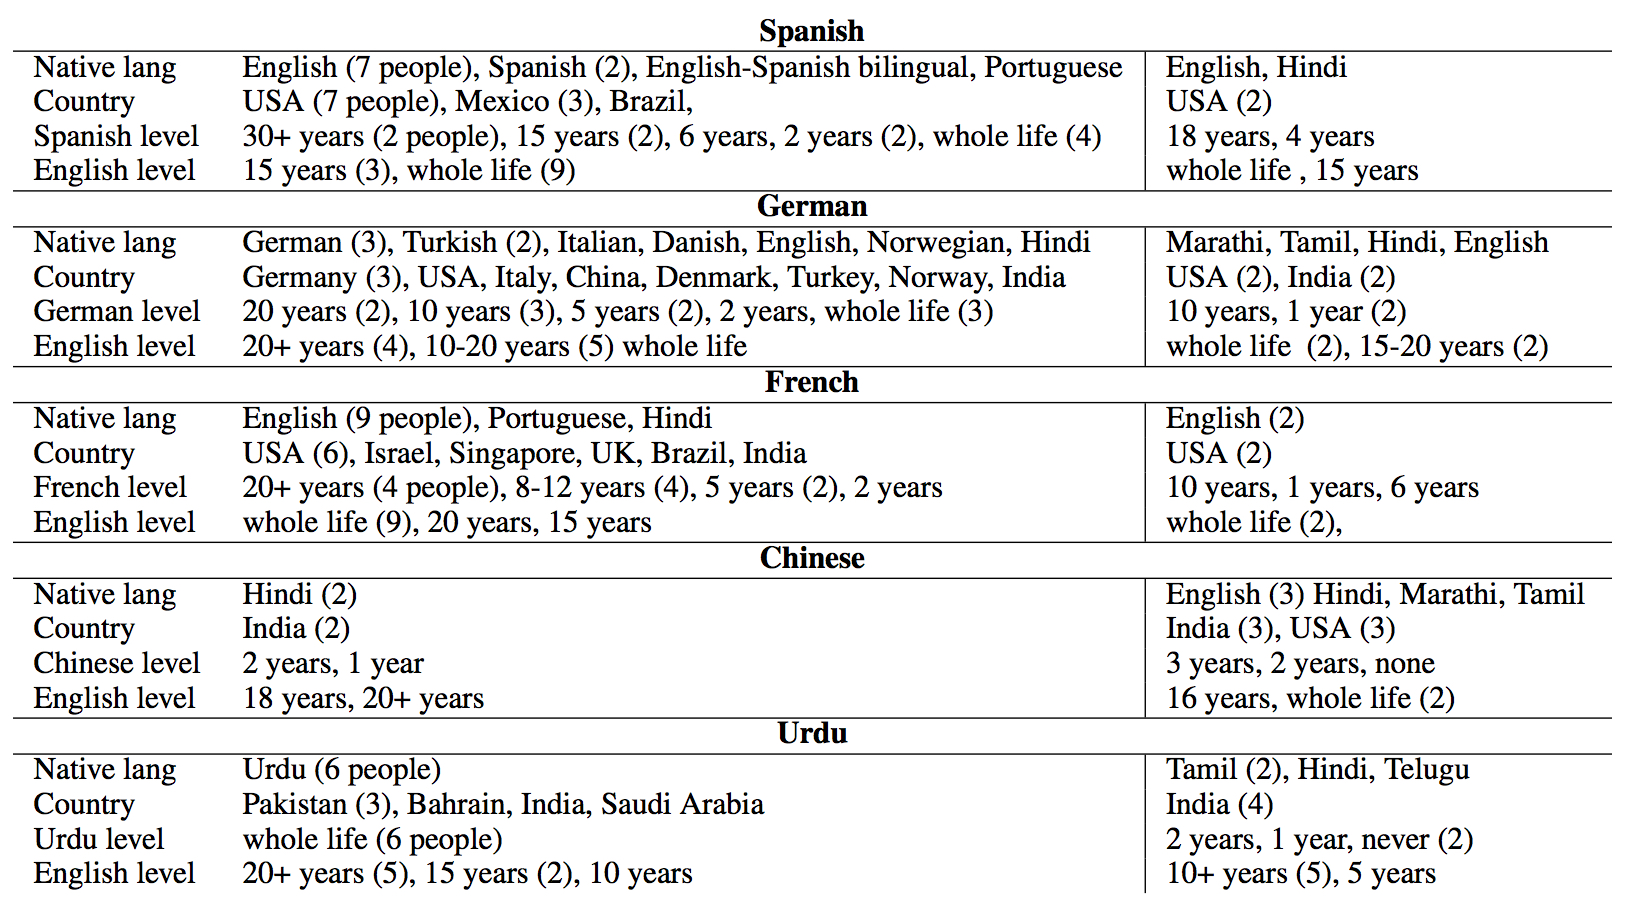 Spanish
Native lang English (7 people), Spanish (2), English-Spanish bilingual, Portuguese English, Hindi
Country USA (7 people), Mexico (3), Brazil, USA (2)
Spanish level 30+ years (2 people), 15 years (2), 6 years, 2 years (2), whole life (4) 18 years, 4 years
English level 15 years (3), whole life (9) whole life , 15 years
German
Native lang German (3), Turkish (2), Italian, Danish, English, Norwegian, Hindi Marathi, Tamil, Hindi, English
Country Germany (3), USA, Italy, China, Denmark, Turkey, Norway, India USA (2), India (2)
German level 20 years (2), 10 years (3), 5 years (2), 2 years, whole life (3) 10 years, 1 year (2)
English level 20+ years (4), 10-20 years (5) whole life whole life (2), 15-20 years (2)
French
Native lang English (9 people), Portuguese, Hindi English (2)
Country USA (6), Israel, Singapore, UK, Brazil, India USA (2)
French level 20+ years (4 people), 8-12 years (4), 5 years (2), 2 years 10 years, 1 years, 6 years
English level whole life (9), 20 years, 15 years whole life (2),
Chinese
Native lang Hindi (2) English (3) Hindi, Marathi, Tamil
Country India (2) India (3), USA (3)
Chinese level 2 years, 1 year 3 years, 2 years, none
English level 18 years, 20+ years 16 years, whole life (2)
Urdu
Native lang Urdu (6 people) Tamil (2), Hindi, Telugu
Country Pakistan (3), Bahrain, India, Saudi Arabia India (4)
Urdu level whole life (6 people) 2 years, 1 year, never (2)
English level 20+ years (5), 15 years (2), 10 years 10+ years (5), 5 years